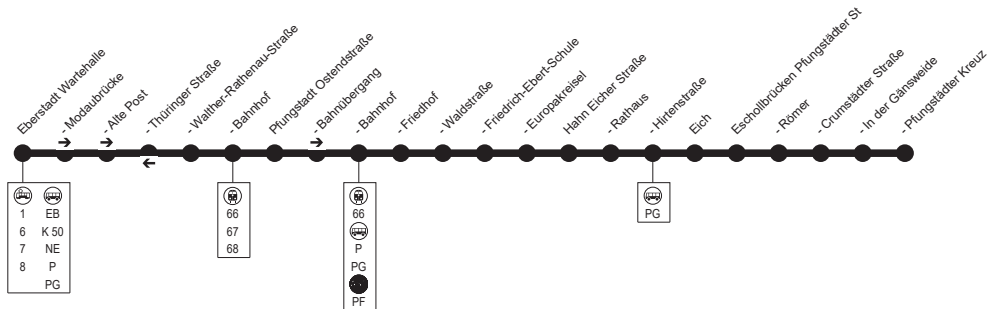 Eberstadt Wartehalle
- Modaubrücke
- Alte Post
- Thüringer Straße
- Walther-Rathenau-Straße
- Bahnhof
Pfungstadt Ostendstraße
- Bahnübergang
- Bahnhof
- Friedhof
- Waldstraße
- Friedrich-Ebert-Schule
- Europakreisel
Hahn Eicher Straße
- Rathaus
- Hirtenstraße
Eich
Eschollbrücken Pfungstädter St
- Römer
- Crumstädter Straße
- In der Gänsweide
- Pfungstädter Kreuz
1 EB
6 K 50
7 NE
8 P
PG
66
67
68
66
P
PG
PF
PG